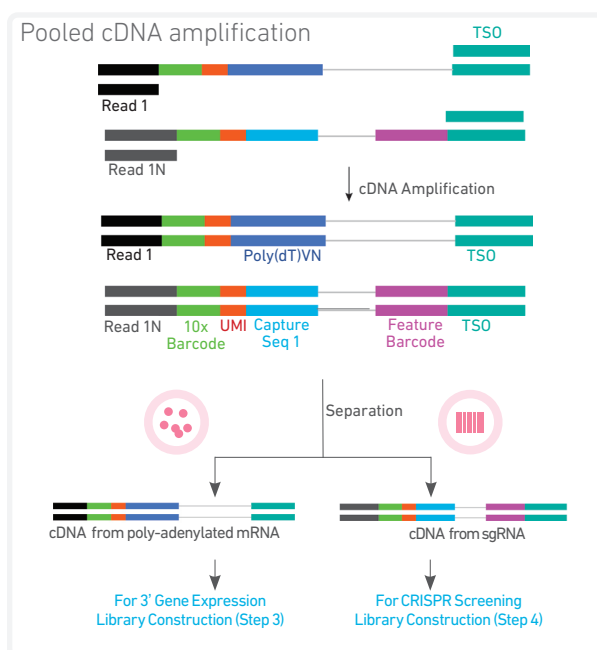 Pooled cDNA amplification
TSO
Read 1
Read 1N
cDNA Amplification
Read 1
Poly(dT)VN
TSO
Read 1N
10x
Barcode
UMI
Capture
Seq 1
Feature
Barcode
TSO
Separation
cDNA from poly-adenylated mRNA
cDNA from sgRNA
For 3' Gene Expression
Library Construction (Step 3)
For CRISPR Screening
Library Construction (Step 4)